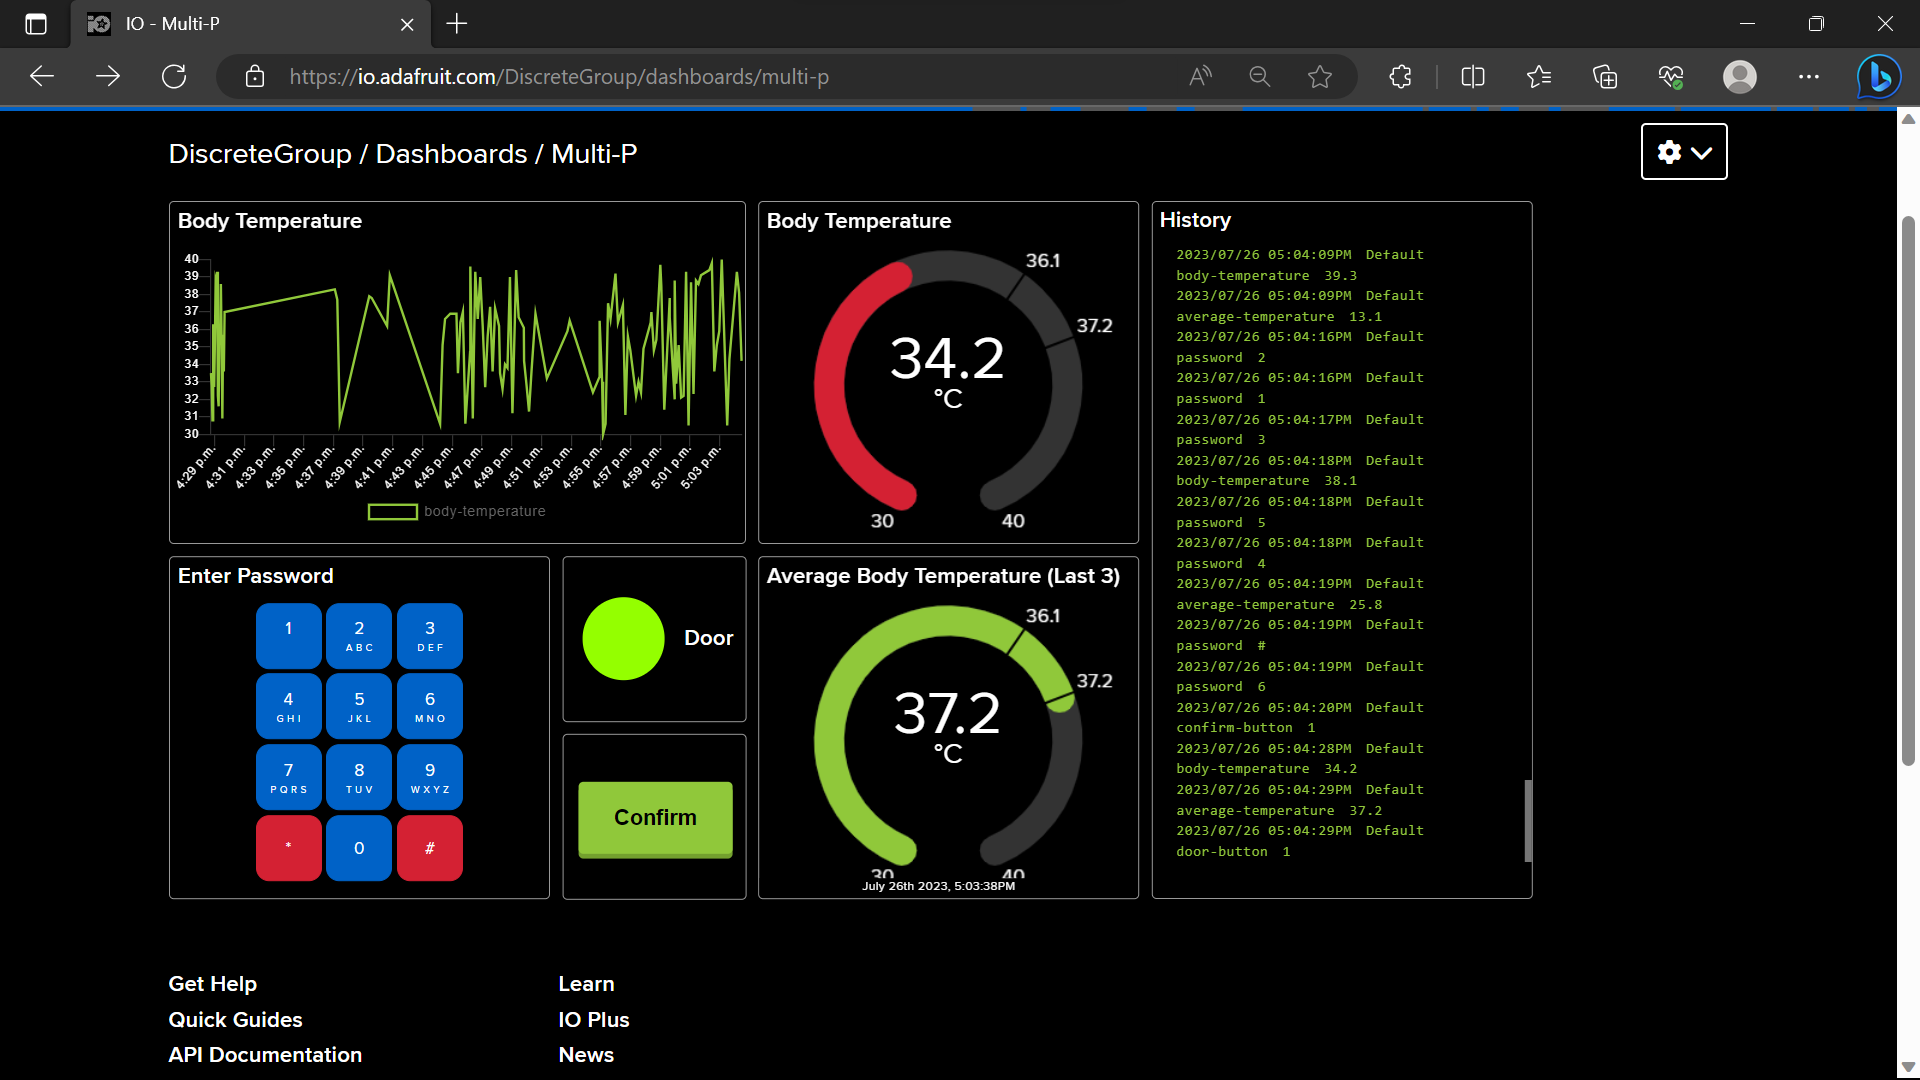 IO - Multi-P
https://io.adafruit.com/DiscreteGroup/dashboards/multi-p
DiscreteGroup / Dashboards / Multi-P
Body Temperature
40
39
38
37
36
35
34
33
32
31
30
4:29 p.m.
4:31 p.m.
4:33 p.m.
4:35 p.m.
4:37 p.m.
4:39 p.m.
4:41 p.m.
4:43 p.m.
4:45 p.m.
4:47 p.m.
4:49 p.m.
4:51 p.m.
4:53 p.m.
4:55 p.m.
4:57 p.m.
4:59 p.m.
5:01 p.m.
5:03 p.m.
body-temperature
Body Temperature
36.1
37.2
34.2
°C
30
40
History
2023/07/26 05:04:09PM Default
body-temperature 39.3
2023/07/26 05:04:09PM Default
average-temperature 13.1
2023/07/26 05:04:16PM Default
password 2
2023/07/26 05:04:16PM Default
password 1
2023/07/26 05:04:17PM Default
password 3
2023/07/26 05:04:18PM Default
body-temperature 38.1
2023/07/26 05:04:18PM Default
password 5
2023/07/26 05:04:18PM Default
password 4
2023/07/26 05:04:19PM Default
average-temperature 25.8
2023/07/26 05:04:19PM Default
password #
2023/07/26 05:04:19PM Default
password 6
2023/07/26 05:04:20PM Default
confirm-button 1
2023/07/26 05:04:28PM Default
body-temperature 34.2
2023/07/26 05:04:29PM Default
average-temperature 37.2
2023/07/26 05:04:29PM Default
door-button 1
Enter Password
1 2 3
ABC DEF
4 5 6
GHI JKL MNO
7 8 9
PQRS TUV WXYZ
* 0 #
Door
Confirm
Average Body Temperature (Last 3)
36.1
37.2
37.2
°C
30
40
July 26th 2023, 5:03:38PM
Get Help
Quick Guides
API Documentation
Learn
IO Plus
News